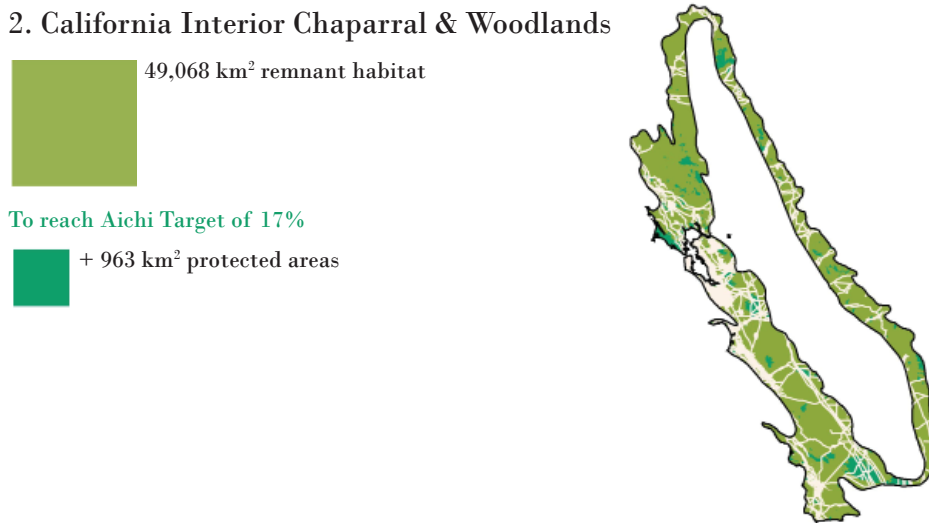 2. California Interior Chaparral & Woodlands
49,068 km² remnant habitat
To reach Aichi Target of 17%
+ 963 km² protected areas